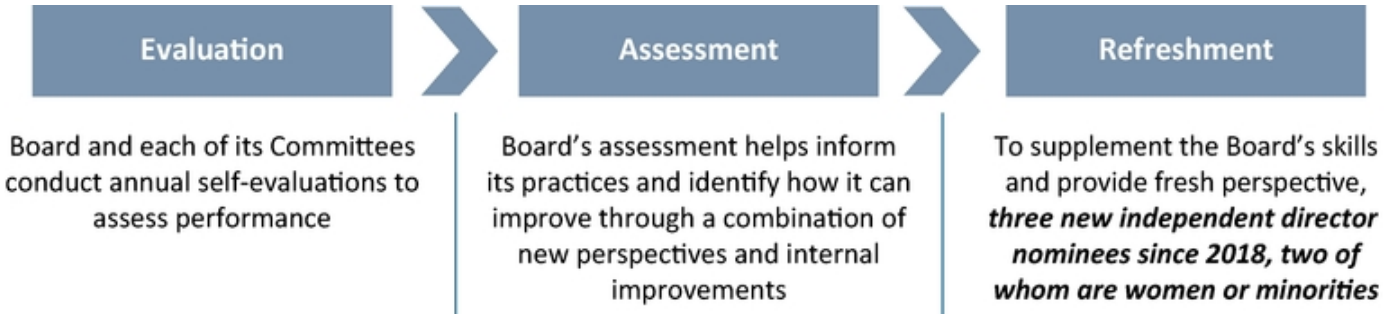 Evaluation
Board and each of its Committees
conduct annual self-evaluations to
assess performance
Assessment
Board’s assessment helps inform
its practices and identify how it can
improve through a combination of
new perspectives and internal
improvements
Refreshment
To supplement the Board’s skills
and provide fresh perspective,
three new independent director
nominees since 2018, two of
whom are women or minorities